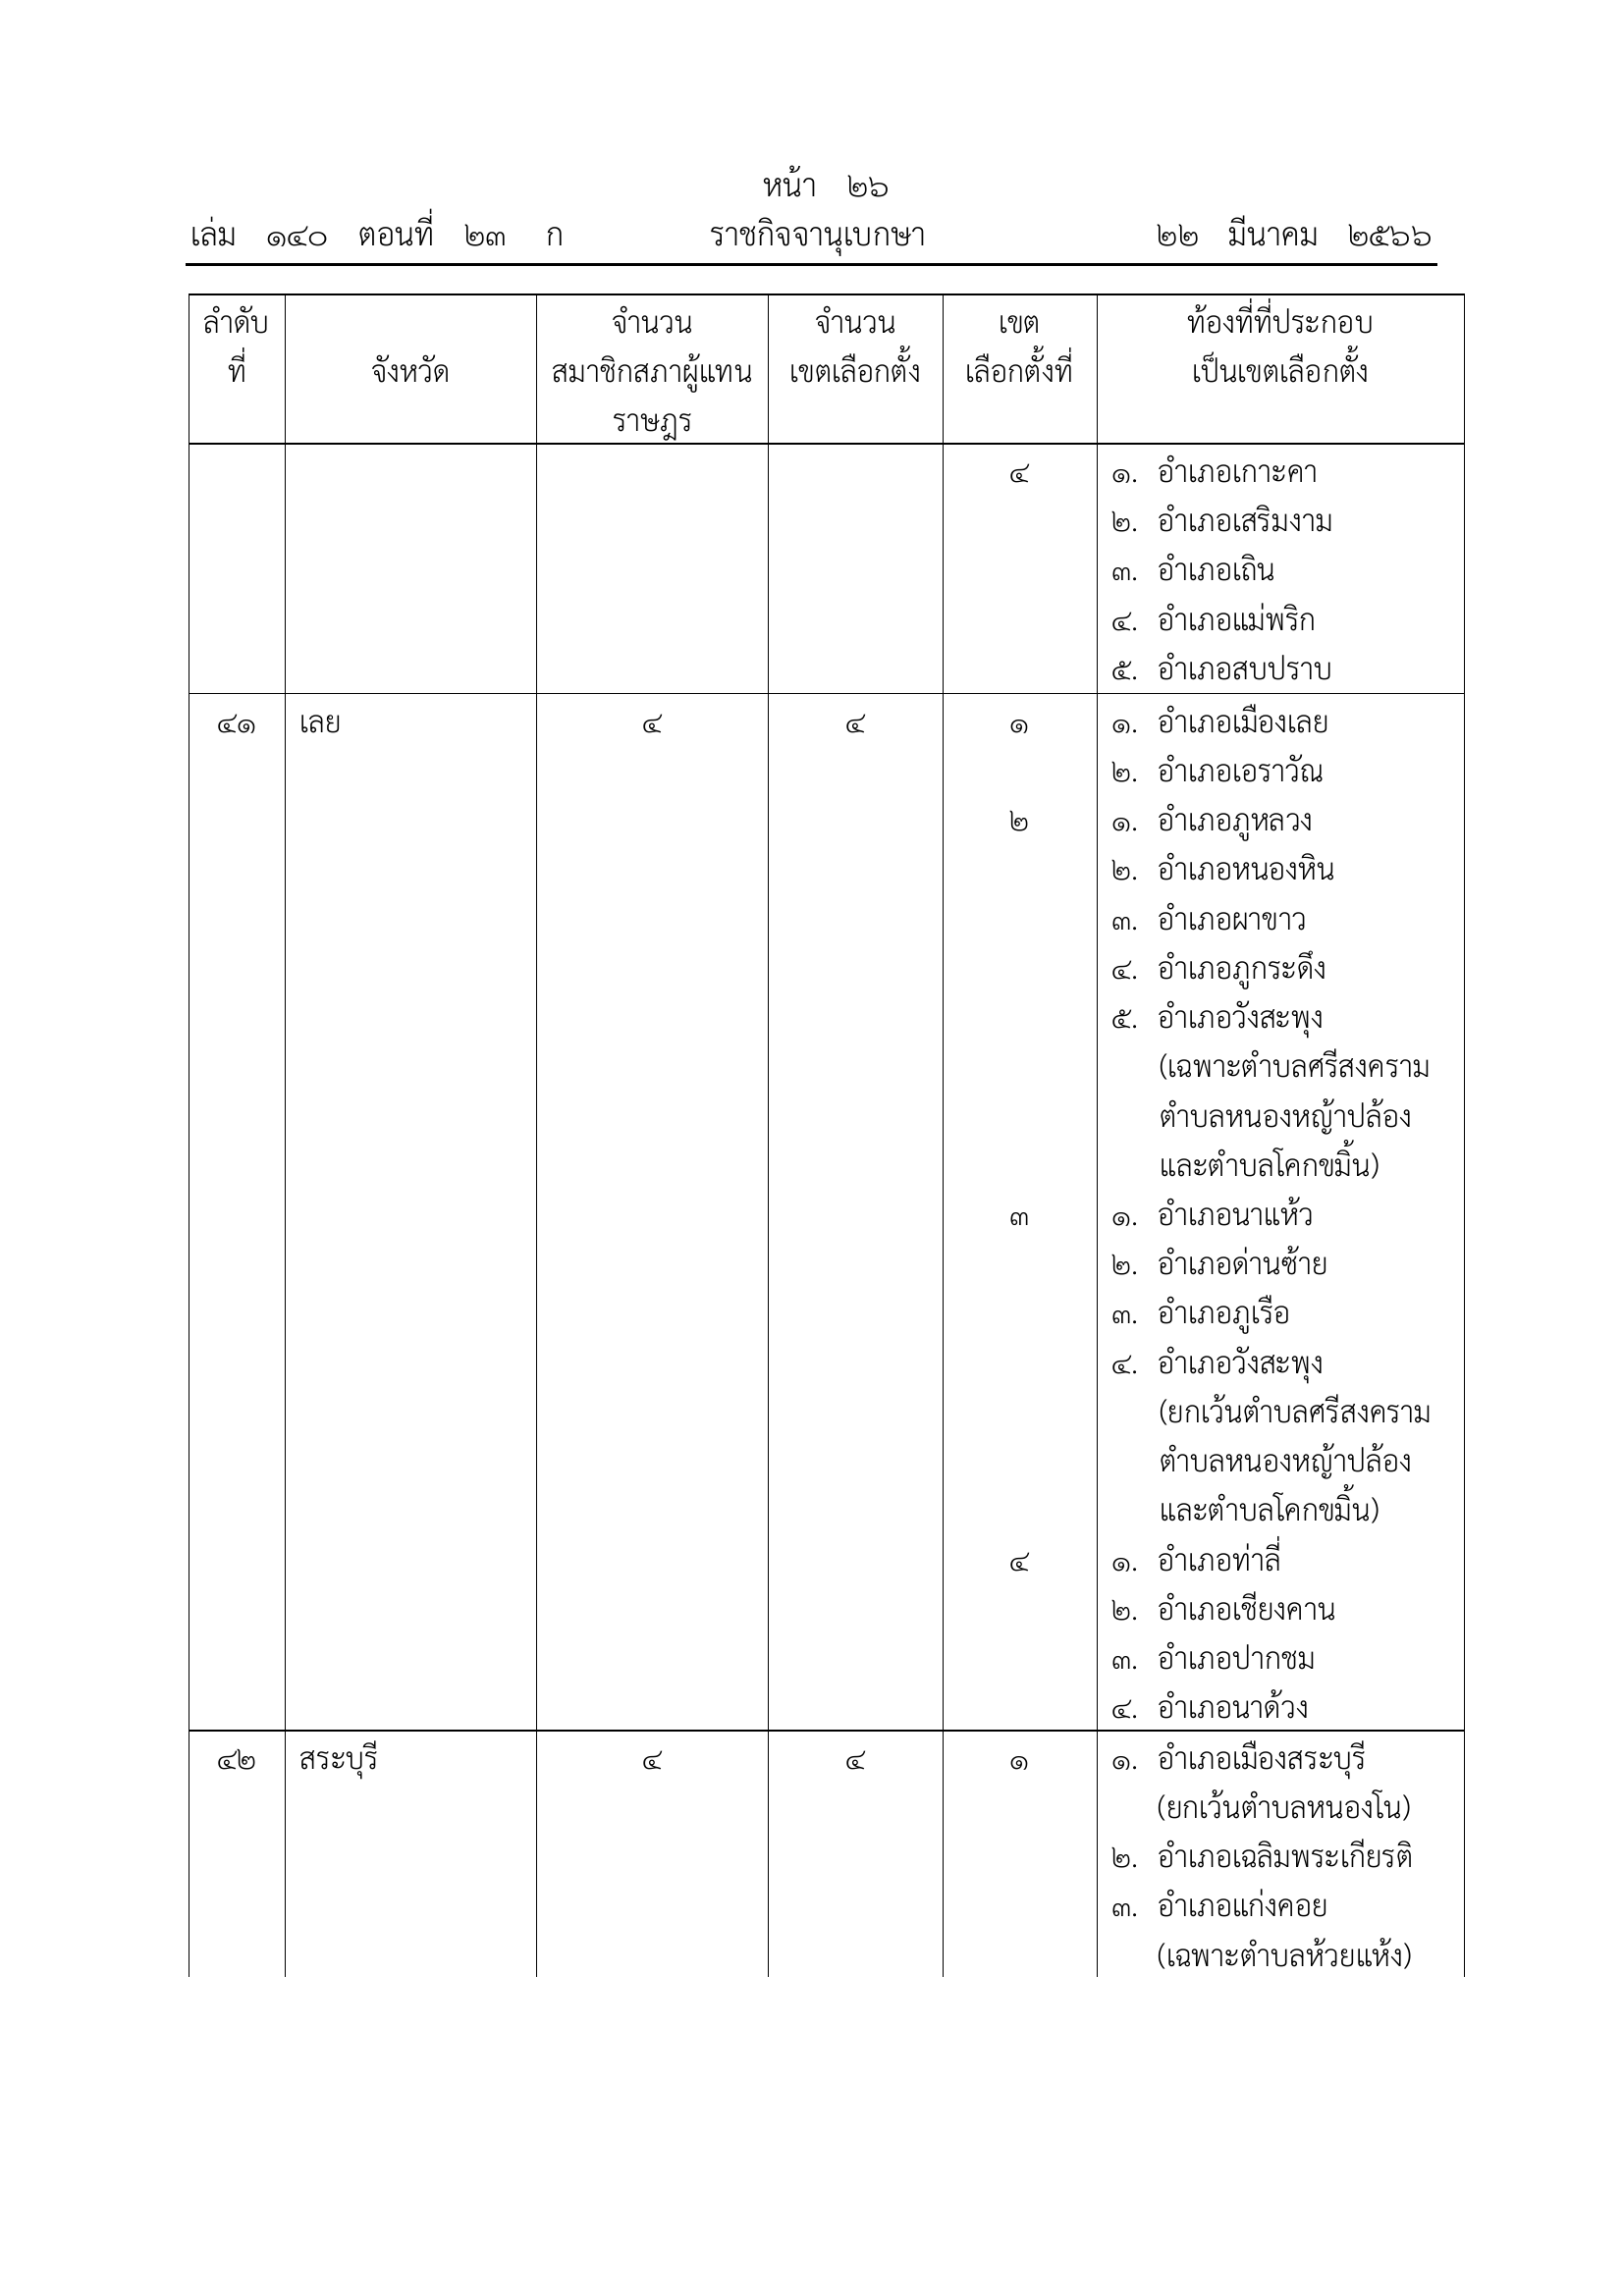 หน้า ๒๖
เล่ม ๑๔๐ ตอนที่ ๒๓ ก ราชกิจจานุเบกษา ๒๒ มีนาคม ๒๕๖๖
ลำดับ จำนวน จำนวน เขต ท้องที่ที่ประกอบ
ที่ จังหวัด สมาชิกสภาผู้แทน เขตเลือกตั้ง เลือกตั้งที่ เป็นเขตเลือกตั้ง
ราษฎร
๔ ๑. อำเภอเกาะคา
๒. อำเภอเสริมงาม
๓. อำเภอเถิน
๔. อำเภอแม่พริก
๕. อำเภอสบปราบ
๔๑ เลย ๔ ๔ ๑ ๑. อำเภอเมืองเลย
๒. อำเภอเอราวัณ
๒ ๑. อำเภอภูหลวง
๒. อำเภอหนองหิน
๓. อำเภอผาขาว
๔. อำเภอภูกระดึง
๕. อำเภอวังสะพุง
(เฉพาะตำบลศรีสงคราม
ตำบลหนองหญ้าปล้อง
และตำบลโคกขมิ้น)
๓ ๑. อำเภอนาแห้ว
๒. อำเภอด่านซ้าย
๓. อำเภอภูเรือ
๔. อำเภอวังสะพุง
(ยกเว้นตำบลศรีสงคราม
ตำบลหนองหญ้าปล้อง
และตำบลโคกขมิ้น)
๔ ๑. อำเภอท่าลี่
๒. อำเภอเชียงคาน
๓. อำเภอปากชม
๔. อำเภอนาด้วง
๔๒ สระบุรี ๔ ๔ ๑ ๑. อำเภอเมืองสระบุรี
(ยกเว้นตำบลหนองโน)
๒. อำเภอเฉลิมพระเกียรติ
๓. อำเภอแก่งคอย
(เฉพาะตำบลห้วยแห้ง)